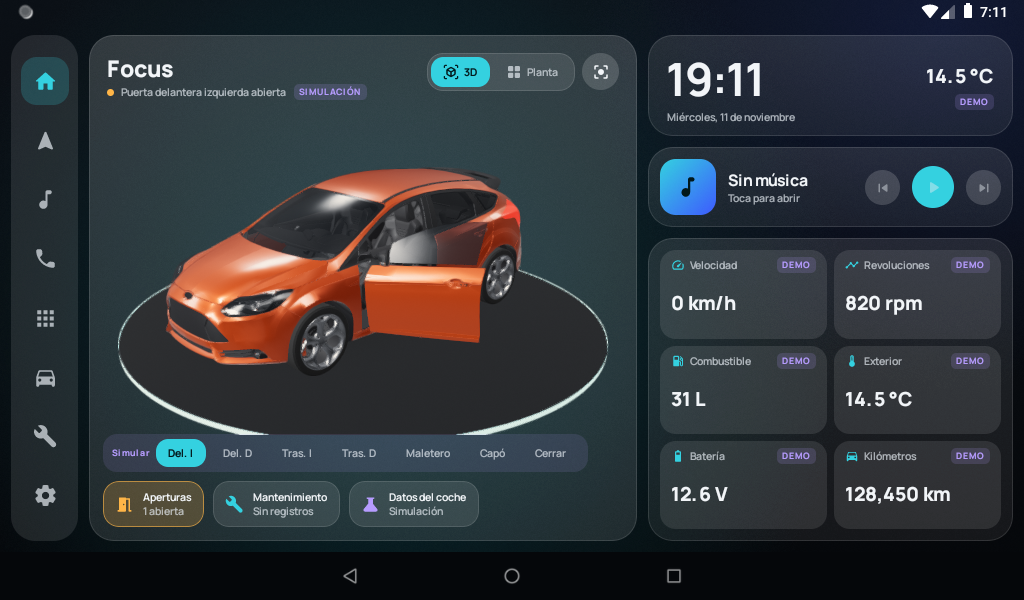 7:11
Focus
Puerta delantera izquierda abierta
SIMULACIÓN
3D
Planta
19:11
Miércoles, 11 de noviembre
14.5 °C
DEMO
Sin música
Toca para abrir
Velocidad
DEMO
0 km/h
Revoluciones
DEMO
820 rpm
Combustible
DEMO
31 L
Exterior
DEMO
14.5 °C
Batería
DEMO
12.6 V
Kilómetros
DEMO
128,450 km
Simular
Del. I
Del. D
Tras. I
Tras. D
Maletero
Capó
Cerrar
Aperturas
1 abierta
Mantenimiento
Sin registros
Datos del coche
Simulación